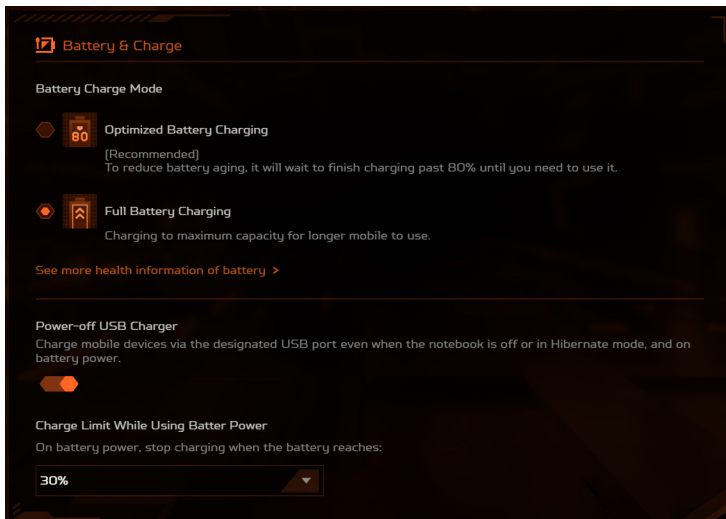 Battery & Charge
Battery Charge Mode
80
Optimized Battery Charging
[Recommended]
To reduce battery aging, it will wait to finish charging past 80% until you need to use it.
Full Battery Charging
Charging to maximum capacity for longer mobile to use.
See more health information of battery >
Power-off USB Charger
Charge mobile devices via the designated USB port even when the notebook is off or in Hibernate mode, and on
battery power.
Charge Limit While Using Batter Power
On battery power, stop charging when the battery reaches:
30%